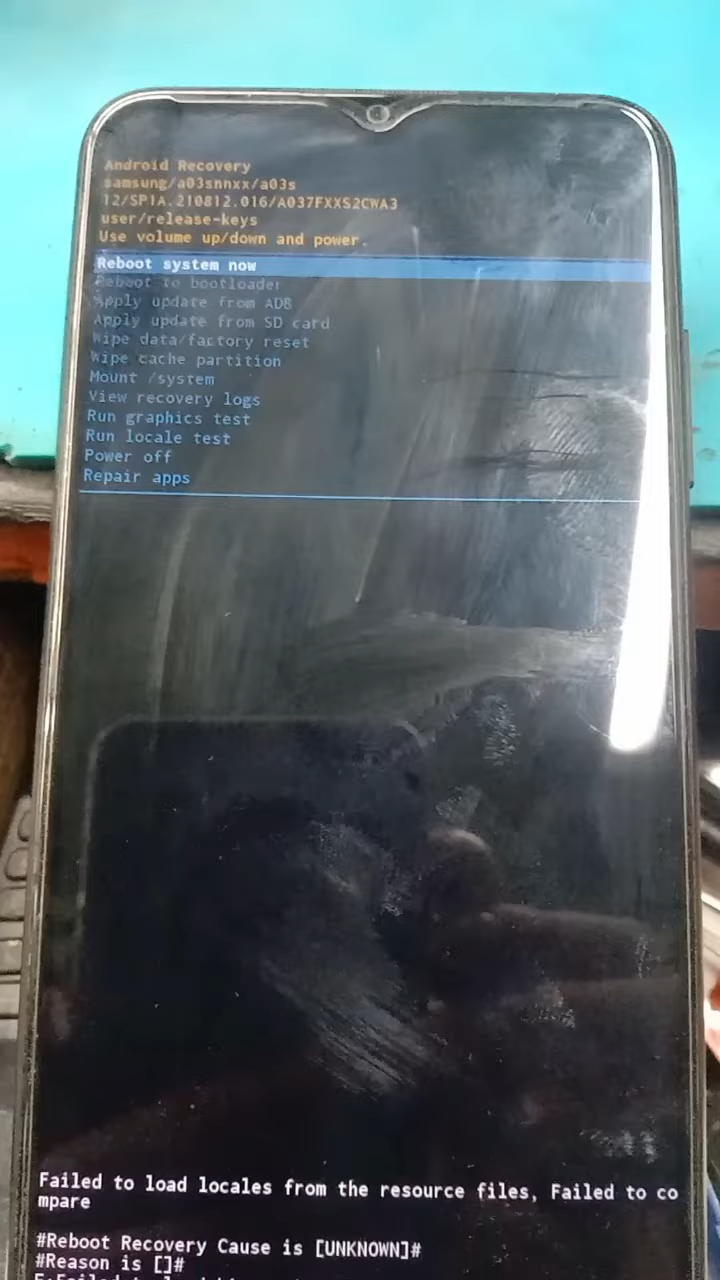 Android Recovery
samsung/a03snnxx/a03s
12/SP1A.210812.016/A037FXXS2CWA3
user/release-keys
Use volume up/down and power.
Reboot system now
Reboot to bootloader
Apply update from ADB
Apply update from SD card
Wipe data/factory reset
Wipe cache partition
Mount /system
View recovery logs
Run graphics test
Run locale test
Power off
Repair apps
Failed to load locales from the resource files, Failed to co
mpare
#Reboot Recovery Cause is [UNKNOWN]#
#Reason is []#